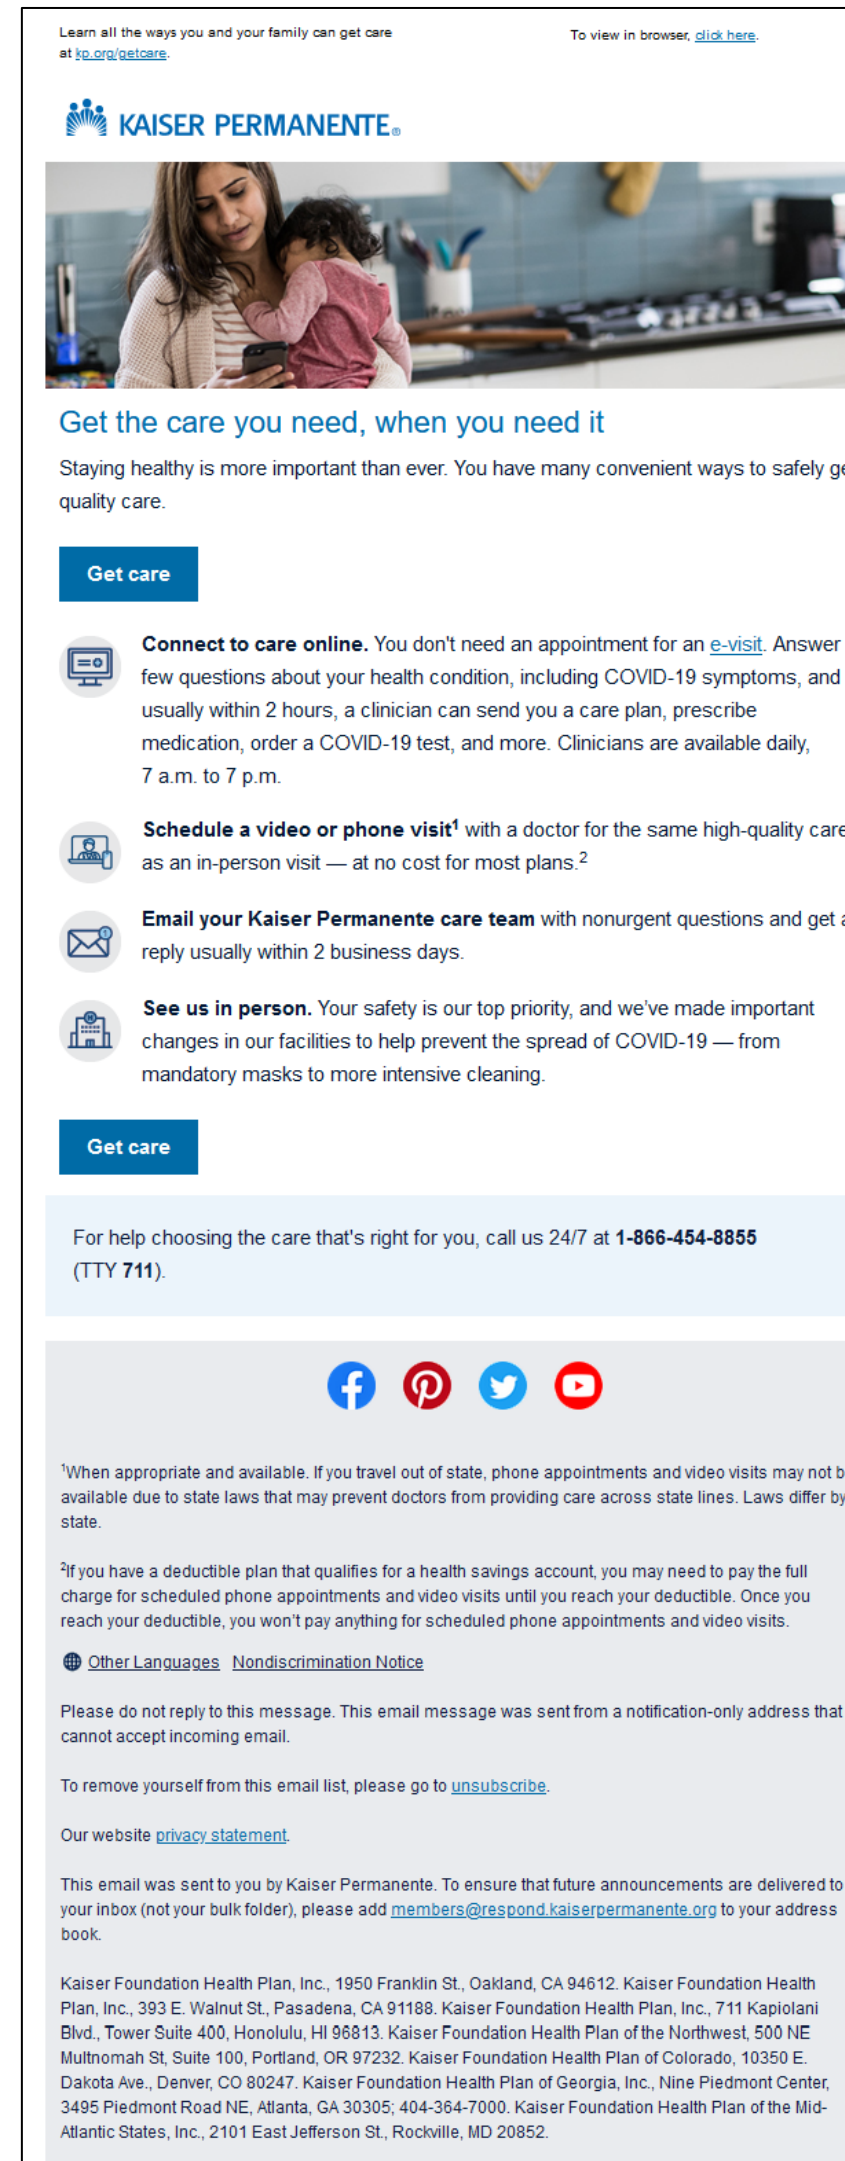 Learn all the ways you and your family can get care
at kp.org/getcare.
To view in browser, click here.
KAISER PERMANENTE®
Get the care you need, when you need it
Staying healthy is more important than ever. You have many convenient ways to safely ge
quality care.
Get care
Connect to care online. You don't need an appointment for an e-visit. Answer
few questions about your health condition, including COVID-19 symptoms, and
usually within 2 hours, a clinician can send you a care plan, prescribe
medication, order a COVID-19 test, and more. Clinicians are available daily,
7 a.m. to 7 p.m.
Schedule a video or phone visit¹ with a doctor for the same high-quality care
as an in-person visit — at no cost for most plans.²
Email your Kaiser Permanente care team with nonurgent questions and get a
reply usually within 2 business days.
See us in person. Your safety is our top priority, and we've made important
changes in our facilities to help prevent the spread of COVID-19 — from
mandatory masks to more intensive cleaning.
Get care
For help choosing the care that's right for you, call us 24/7 at 1-866-454-8855
(TTY 711).
¹When appropriate and available. If you travel out of state, phone appointments and video visits may not b
available due to state laws that may prevent doctors from providing care across state lines. Laws differ by
state.
²If you have a deductible plan that qualifies for a health savings account, you may need to pay the full
charge for scheduled phone appointments and video visits until you reach your deductible. Once you
reach your deductible, you won't pay anything for scheduled phone appointments and video visits.
Other Languages Nondiscrimination Notice
Please do not reply to this message. This email message was sent from a notification-only address that
cannot accept incoming email.
To remove yourself from this email list, please go to unsubscribe.
Our website privacy statement.
This email was sent to you by Kaiser Permanente. To ensure that future announcements are delivered to
your inbox (not your bulk folder), please add members@respond.kaiserpermanente.org to your address
book.
Kaiser Foundation Health Plan, Inc., 1950 Franklin St., Oakland, CA 94612. Kaiser Foundation Health
Plan, Inc., 393 E. Walnut St., Pasadena, CA 91188. Kaiser Foundation Health Plan, Inc., 711 Kapiolani
Blvd., Tower Suite 400, Honolulu, HI 96813. Kaiser Foundation Health Plan of the Northwest, 500 NE
Multnomah St, Suite 100, Portland, OR 97232. Kaiser Foundation Health Plan of Colorado, 10350 E.
Dakota Ave., Denver, CO 80247. Kaiser Foundation Health Plan of Georgia, Inc., Nine Piedmont Center,
3495 Piedmont Road NE, Atlanta, GA 30305; 404-364-7000. Kaiser Foundation Health Plan of the Mid-
Atlantic States, Inc., 2101 East Jefferson St., Rockville, MD 20852.